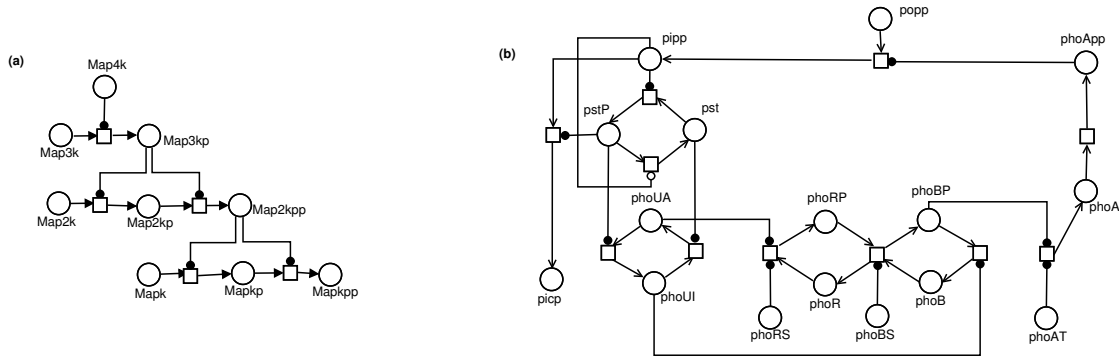 (a)
Map4k
Map3k
Map3kp
Map2k
Map2kp
Map2kpp
Mapk
Mapkp
Mapkpp
(b)
popp
pipp
phoApp
pstP
pst
phoUA
phoRP
phoBP
phoA
picp
phoUI
phoR
phoB
phoRS
phoBS
phoAT